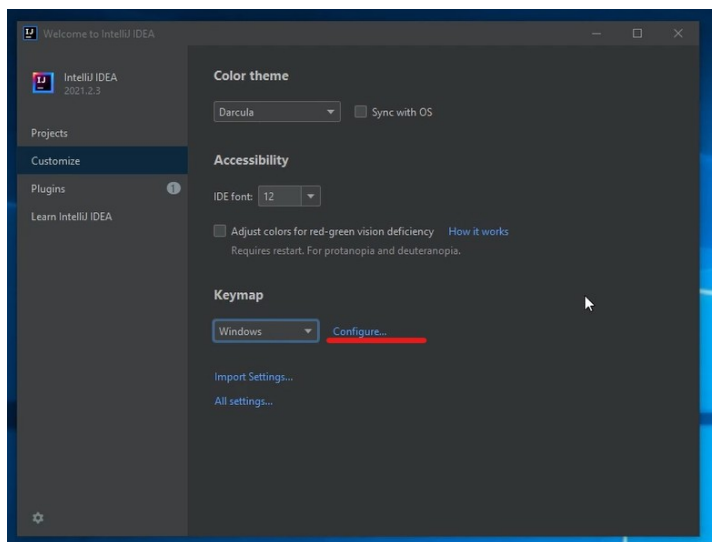 Welcome to IntelliJ IDEA
IntelliJ IDEA
2021.2.3
Projects
Customize
Plugins
1
Learn IntelliJ IDEA
Color theme
Darcula
Sync with OS
Accessibility
IDE font: 12
Adjust colors for red-green vision deficiency How it works
Requires restart. For protanopia and deuteranopia.
Keymap
Windows
Configure...
Import Settings...
All settings...